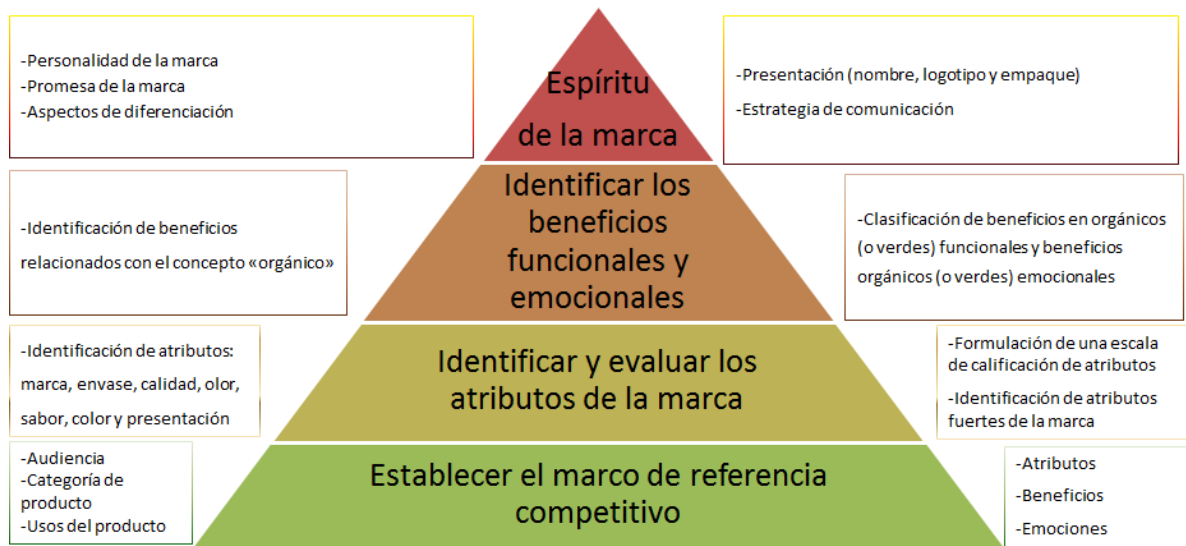 -Personalidad de la marca
-Promesa de la marca
-Aspectos de diferenciación
Espíritu
de la marca
-Presentación (nombre, logotipo y empaque)
-Estrategia de comunicación
-Identificación de beneficios
relacionados con el concepto «orgánico»
Identificar los
beneficios
funcionales y
emocionales
-Clasificación de beneficios en orgánicos
(o verdes) funcionales y beneficios
orgánicos (o verdes) emocionales
-Identificación de atributos:
marca, envase, calidad, olor,
sabor, color y presentación
Identificar y evaluar los
atributos de la marca
-Formulación de una escala
de calificación de atributos
-Identificación de atributos
fuertes de la marca
-Audiencia
-Categoría de
producto
-Usos del producto
Establecer el marco de referencia
competitivo
-Atributos
-Beneficios
-Emociones